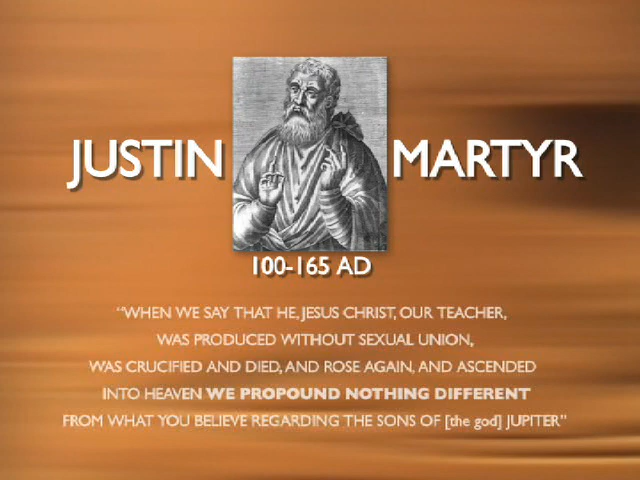 JUSTIN MARTYR
100-165 AD
“WHEN WE SAY THAT HE, JESUS CHRIST, OUR TEACHER,
WAS PRODUCED WITHOUT SEXUAL UNION,
WAS CRUCIFIED AND DIED, AND ROSE AGAIN, AND ASCENDED
INTO HEAVEN WE PROPOUND NOTHING DIFFERENT
FROM WHAT YOU BELIEVE REGARDING THE SONS OF [the god] JUPITER”